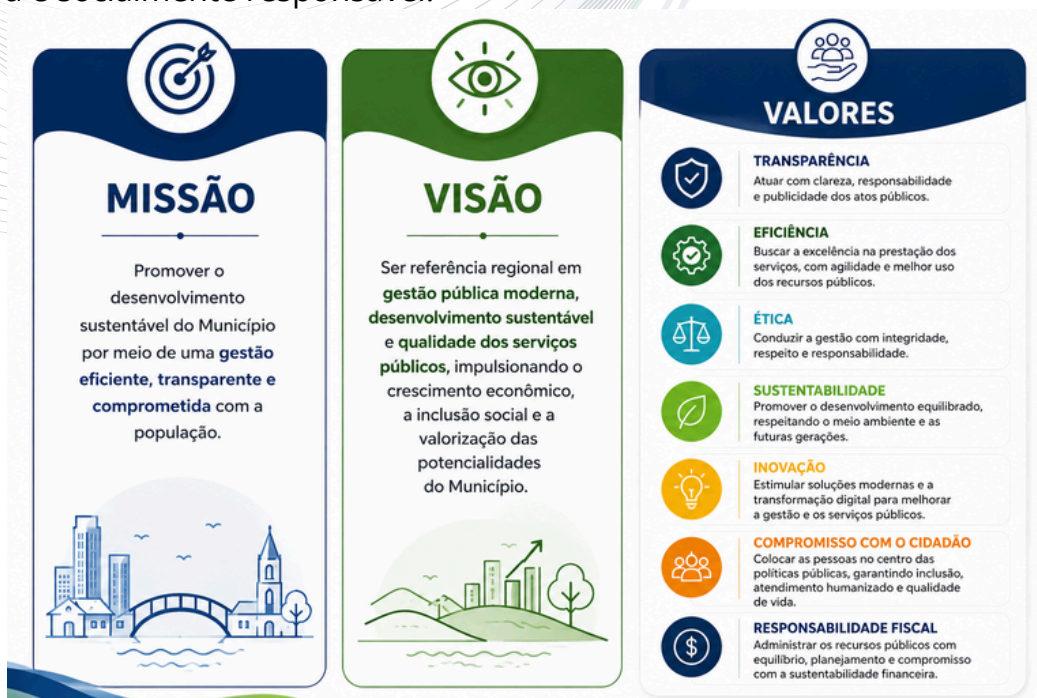 socialmente responsável.
MISSÃO
Promover o
desenvolvimento
sustentável do Município
por meio de uma gestão
eficiente, transparente e
comprometida com a
população.
VISÃO
Ser referência regional em
gestão pública moderna,
desenvolvimento sustentável
e qualidade dos serviços
públicos, impulsionando o
crescimento econômico,
a inclusão social e a
valorização das
potencialidades
do Município.
VALORES
TRANSPARÊNCIA
Atuar com clareza, responsabilidade
e publicidade dos atos públicos.
EFICIÊNCIA
Buscar a excelência na prestação dos
serviços, com agilidade e melhor uso
dos recursos públicos.
ÉTICA
Conduzir a gestão com integridade,
respeito e responsabilidade.
SUSTENTABILIDADE
Promover o desenvolvimento equilibrado,
respeitando o meio ambiente e as
futuras gerações.
INOVAÇÃO
Estimular soluções modernas e a
transformação digital para melhorar
a gestão e os serviços públicos.
COMPROMISSO COM O CIDADÃO
Colocar as pessoas no centro das
políticas públicas, garantindo inclusão,
atendimento humanizado e qualidade
de vida.
RESPONSABILIDADE FISCAL
Administrar os recursos públicos com
equilíbrio, planejamento e compromisso
com a sustentabilidade financeira.
$